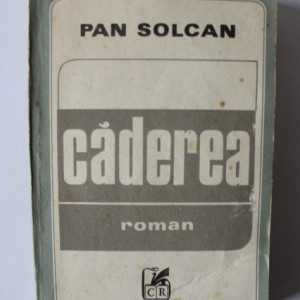 PAN SOLCAN
căderea
roman
CR